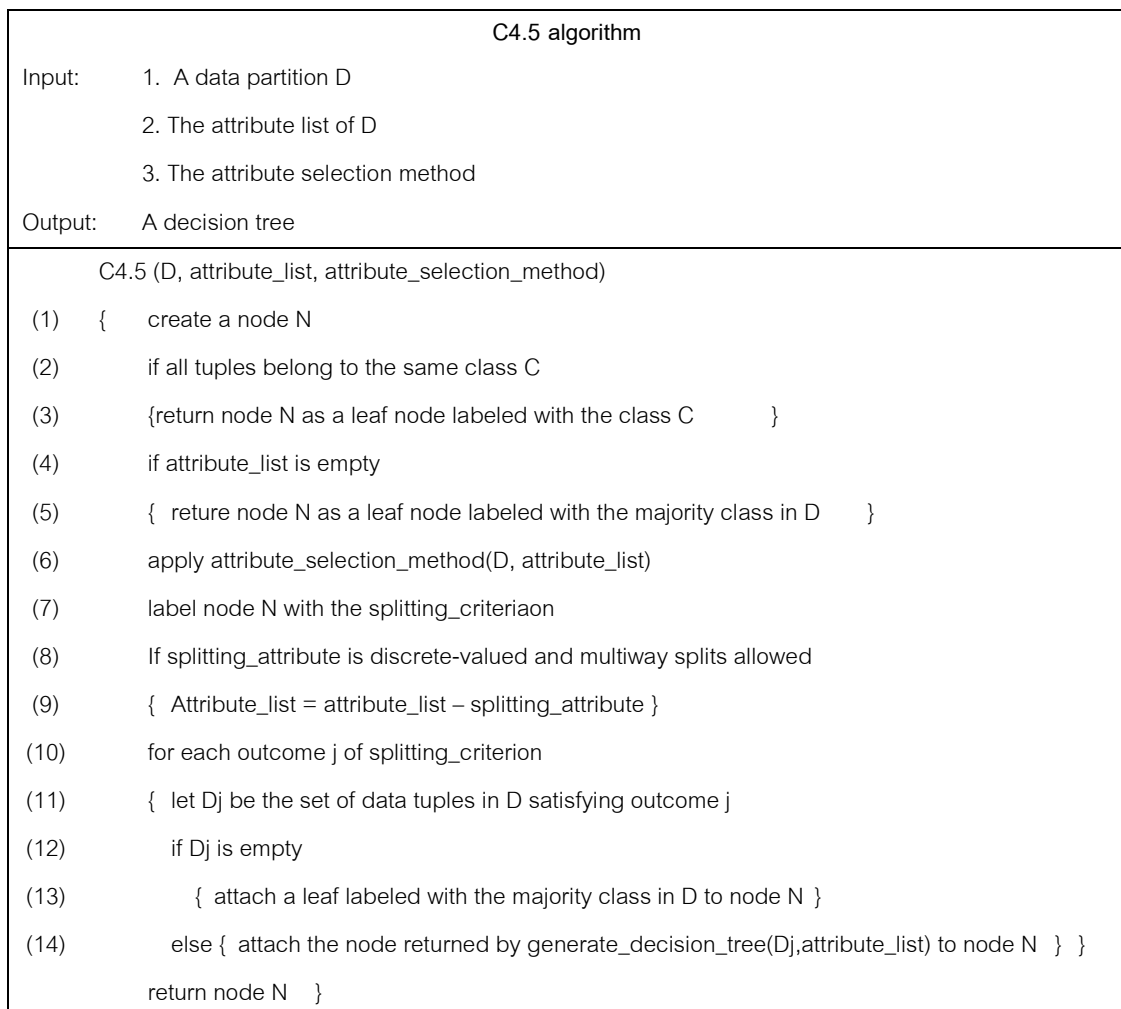 C4.5 algorithm
Input: 1. A data partition D
2. The attribute list of D
3. The attribute selection method
Output: A decision tree
C4.5 (D, attribute_list, attribute_selection_method)
(1) { create a node N
(2) if all tuples belong to the same class C
(3) {return node N as a leaf node labeled with the class C }
(4) if attribute_list is empty
(5) { reture node N as a leaf node labeled with the majority class in D }
(6) apply attribute_selection_method(D, attribute_list)
(7) label node N with the splitting_criteriaon
(8) If splitting_attribute is discrete-valued and multiway splits allowed
(9) { Attribute_list = attribute_list – splitting_attribute }
(10) for each outcome j of splitting_criterion
(11) { let Dj be the set of data tuples in D satisfying outcome j
(12) if Dj is empty
(13) { attach a leaf labeled with the majority class in D to node N }
(14) else { attach the node returned by generate_decision_tree(Dj,attribute_list) to node N } }
return node N }